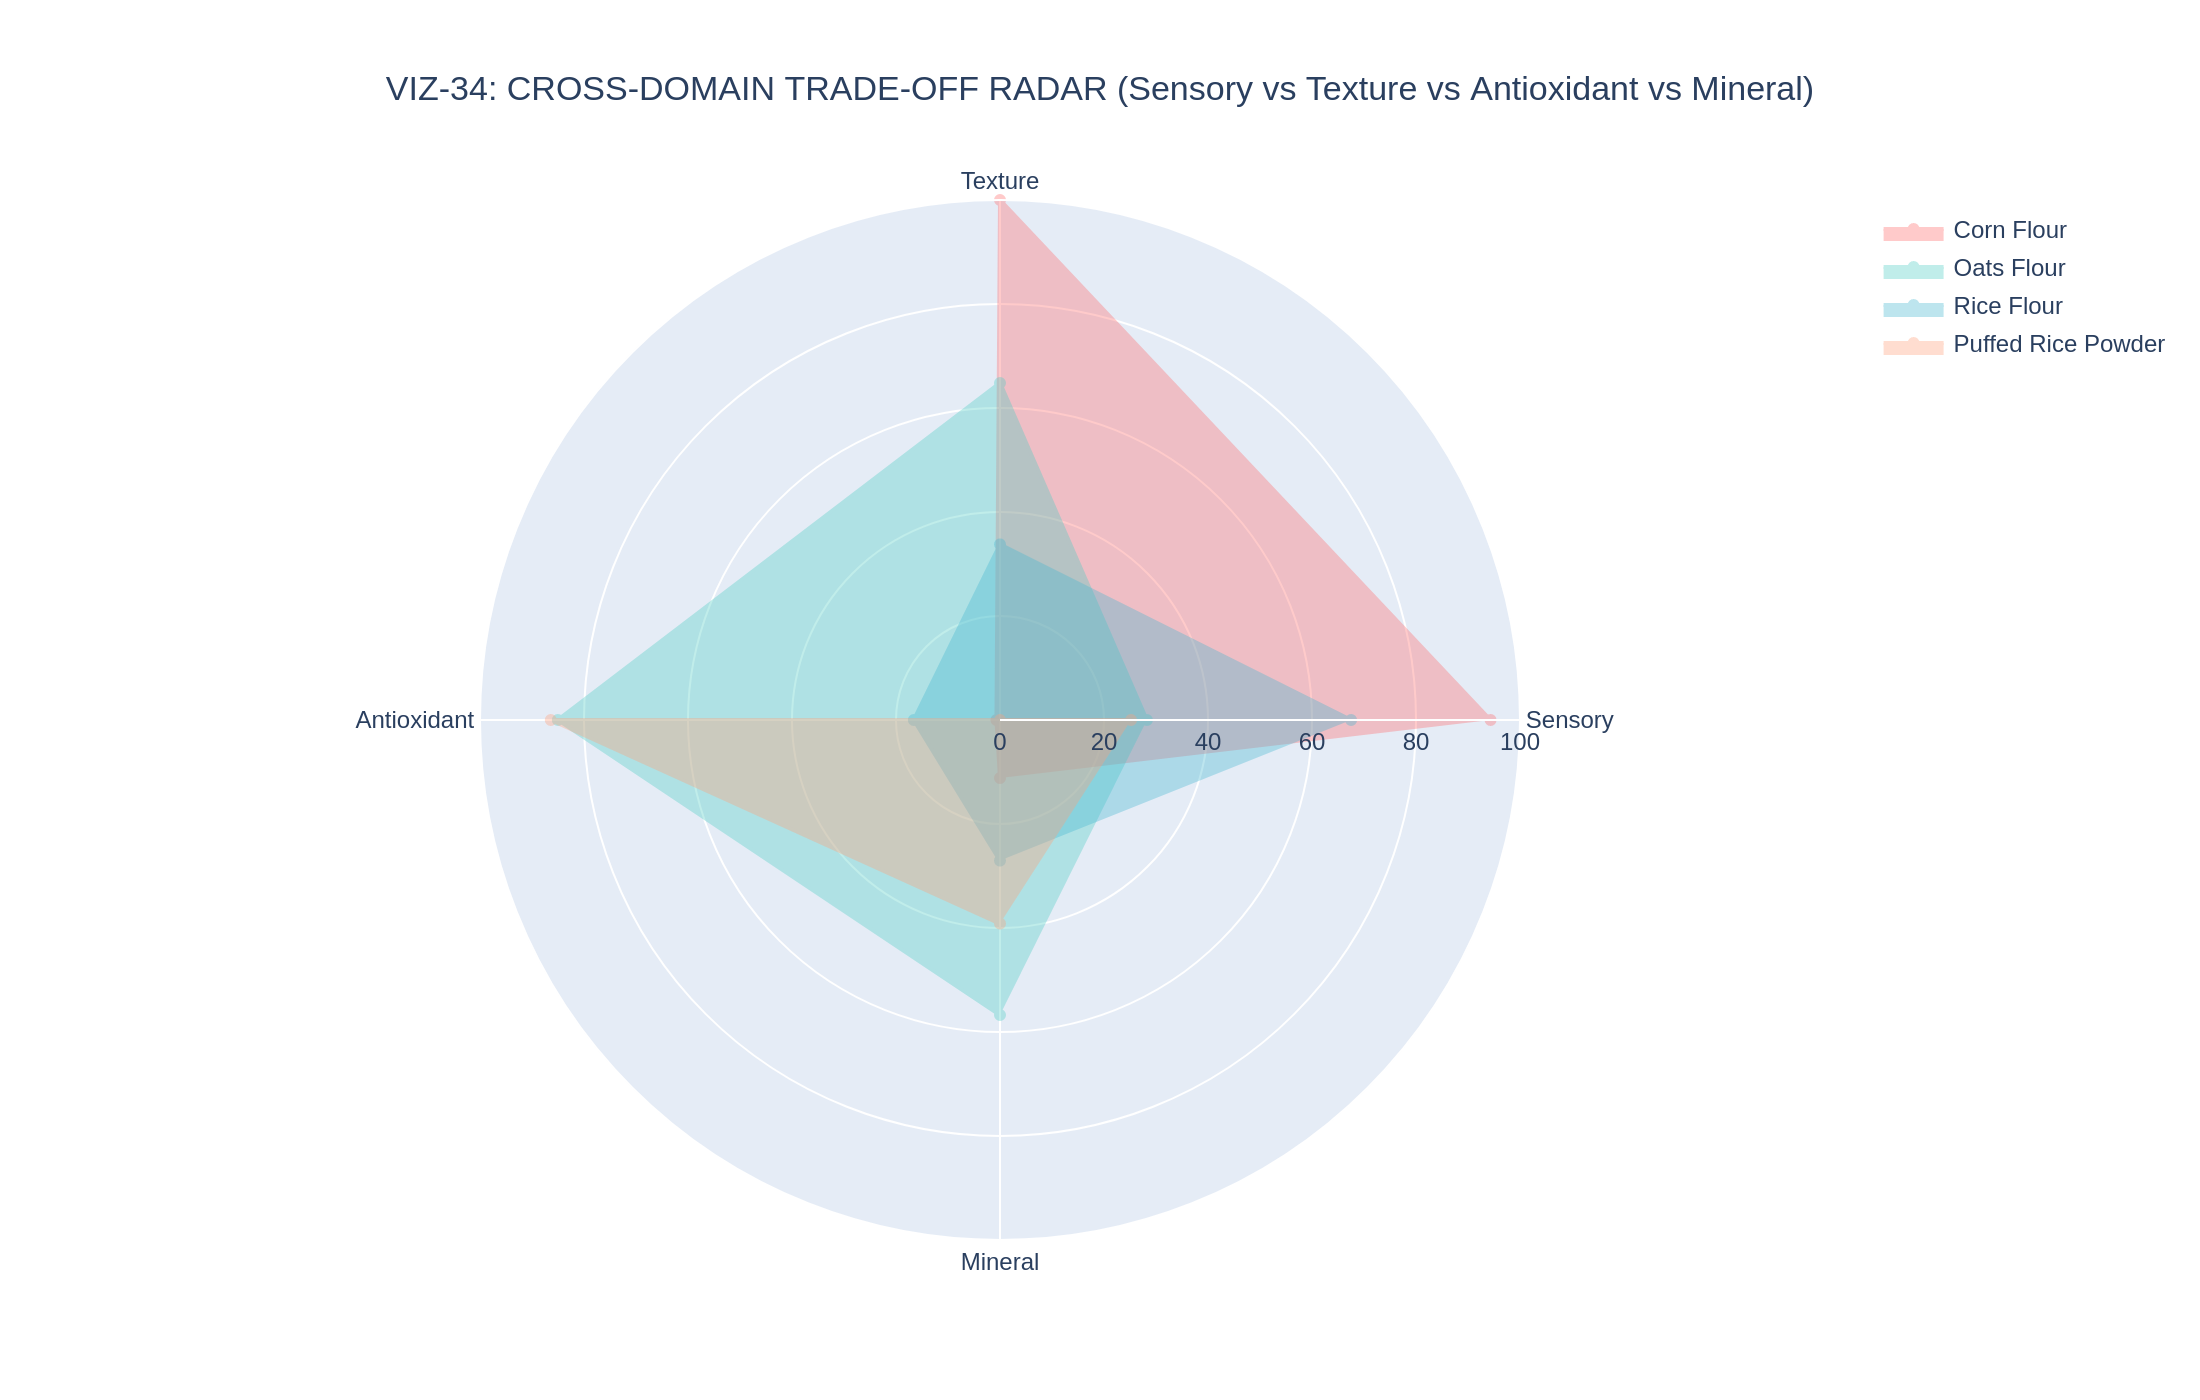 VIZ-34: CROSS-DOMAIN TRADE-OFF RADAR (Sensory vs Texture vs Antioxidant vs Mineral)
Texture
Corn Flour
Oats Flour
Rice Flour
Puffed Rice Powder
Antioxidant
Sensory
0 20 40 60 80 100
Mineral